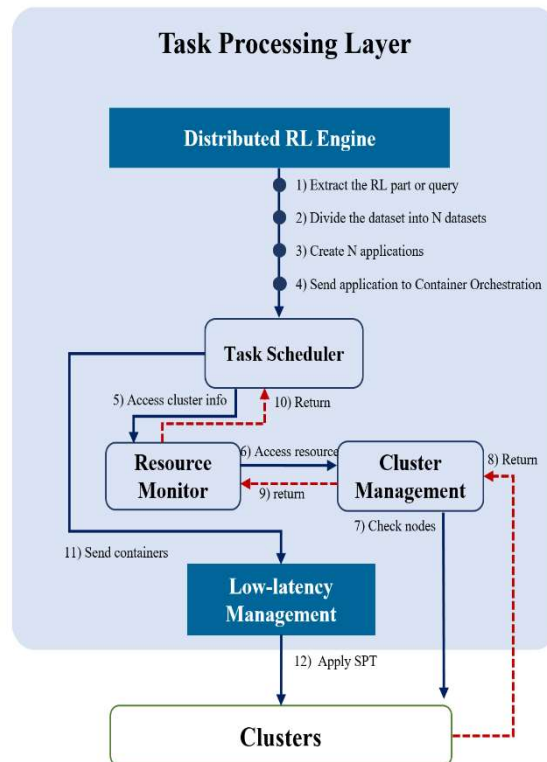 Task Processing Layer
Distributed RL Engine
1) Extract the RL part or query
2) Divide the dataset into N datasets
3) Create N applications
4) Send application to Container Orchestration
Task Scheduler
5) Access cluster info
10) Return
Resource
Monitor
6) Access resource
9) return
Cluster
Management
8) Return
7) Check nodes
11) Send containers
Low-latency
Management
12) Apply SPT
Clusters